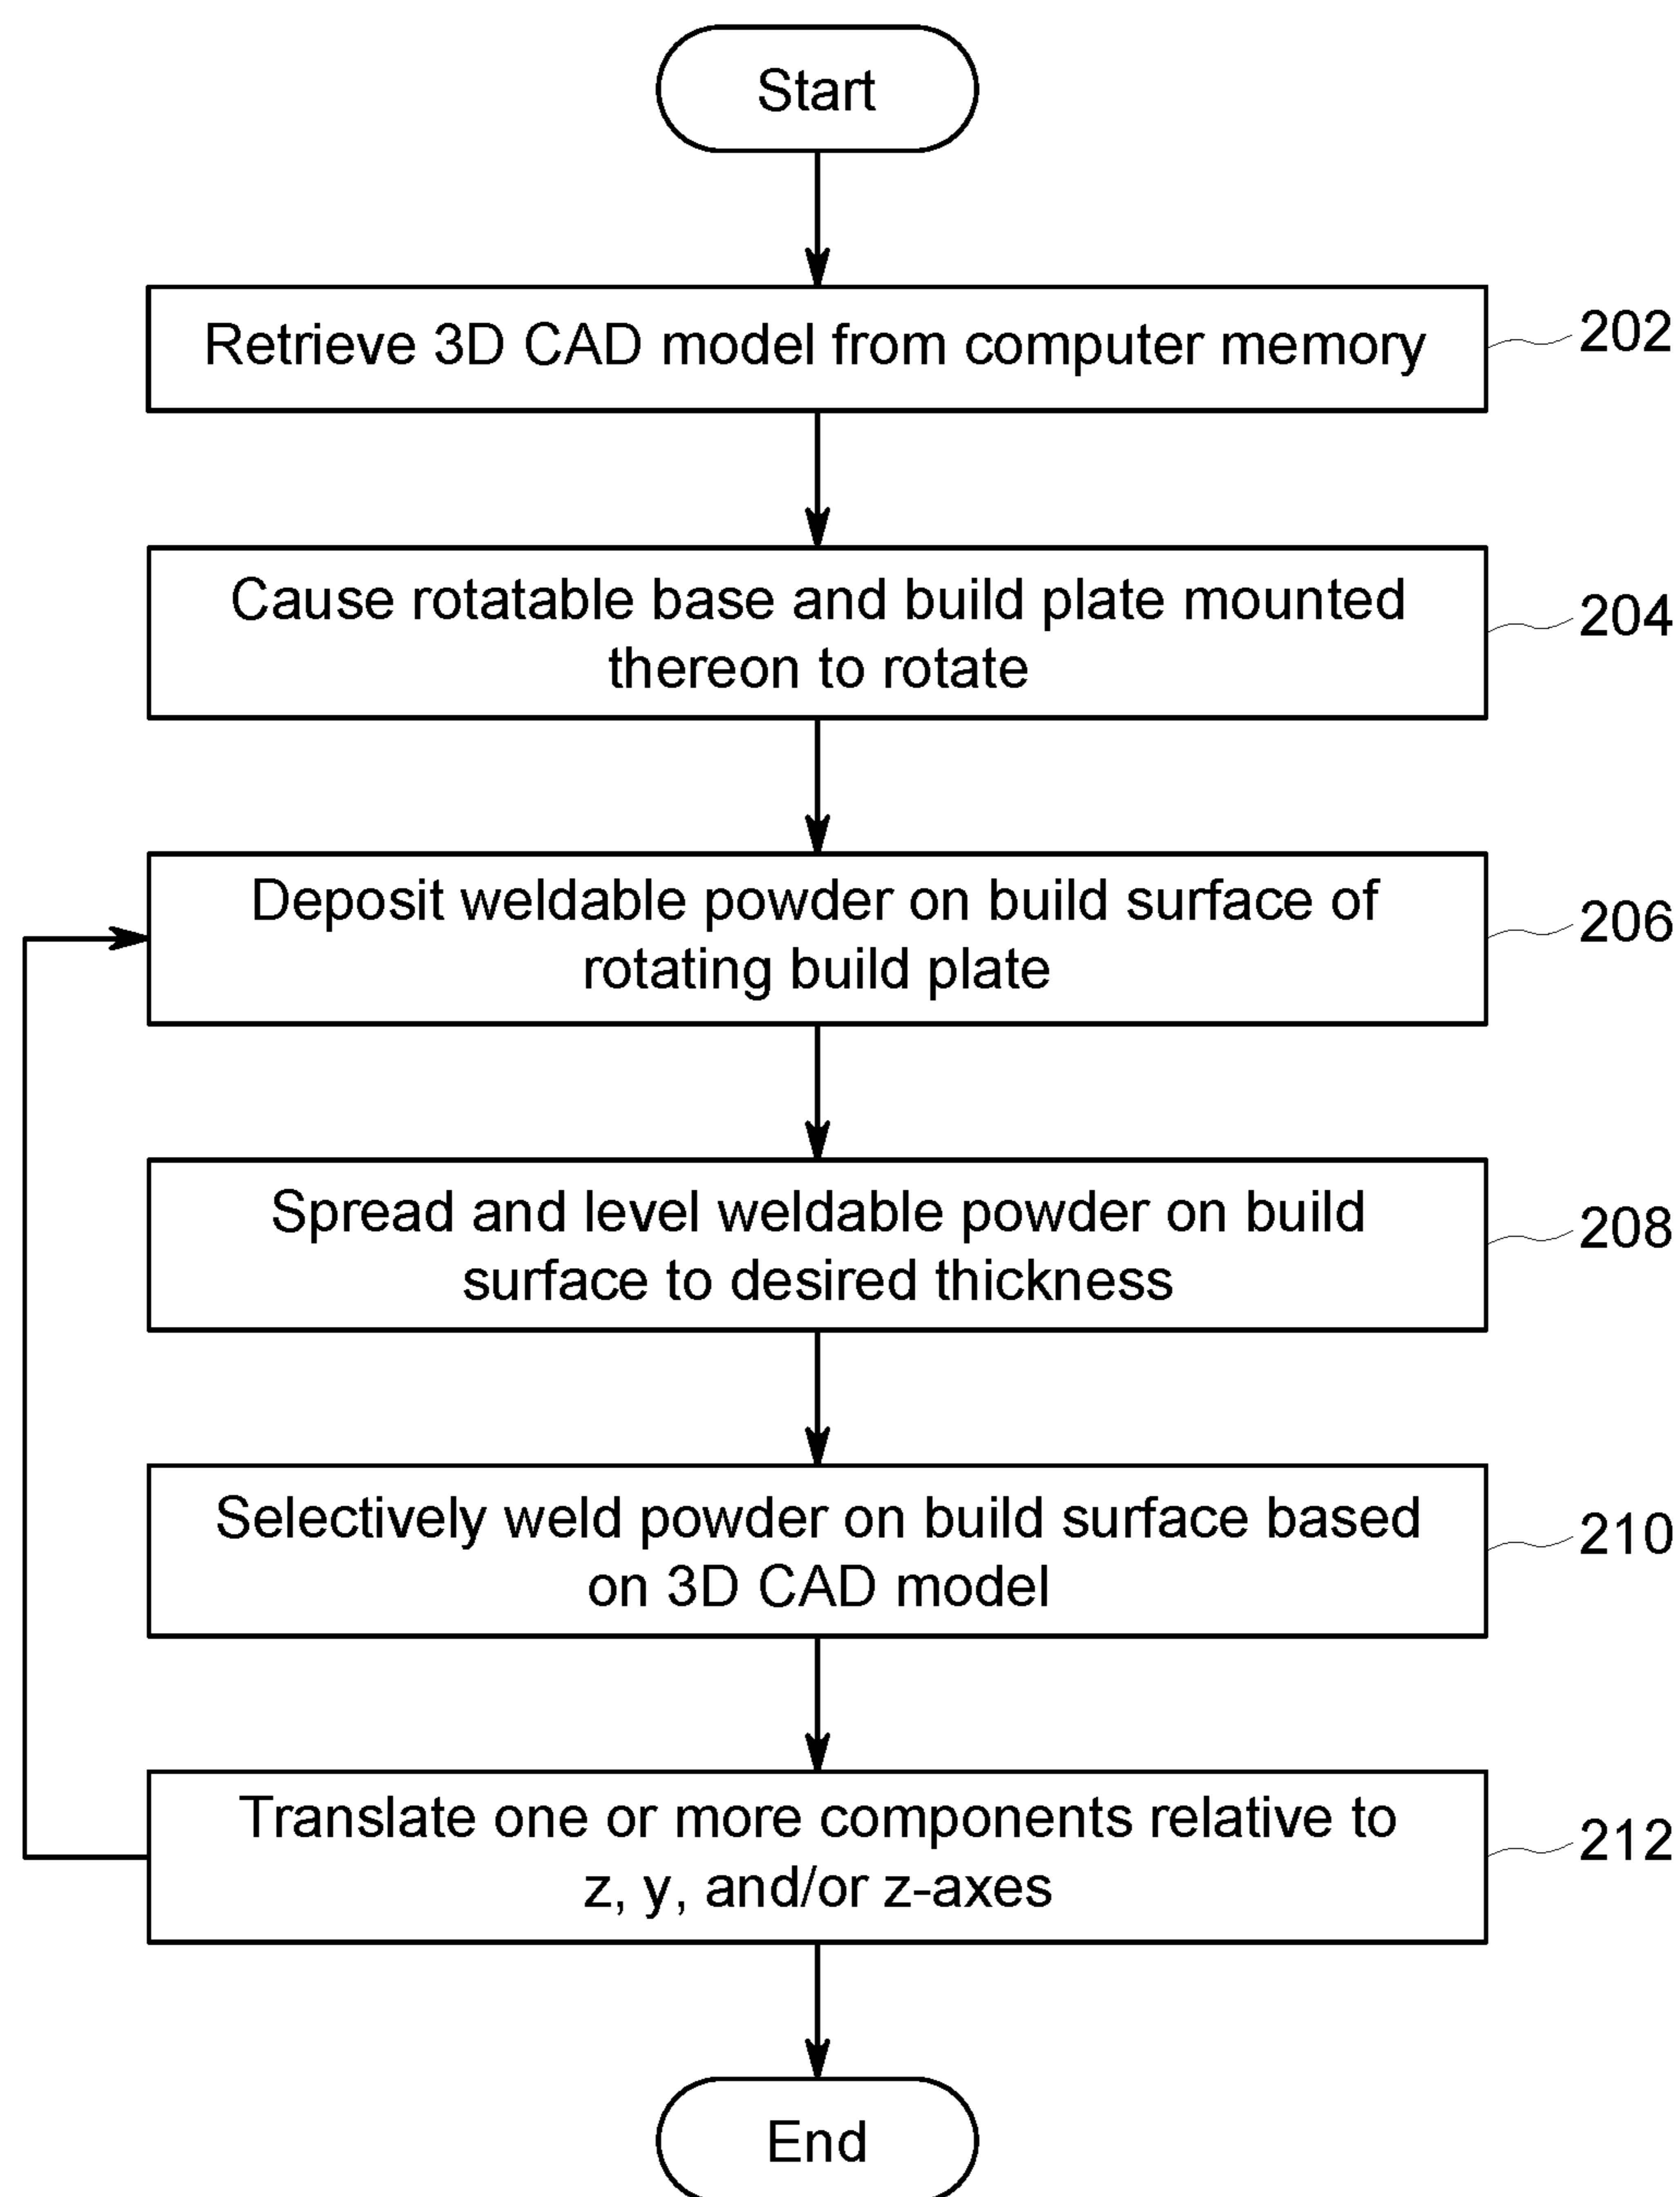 Start
Retrieve 3D CAD model from computer memory
202
Cause rotatable base and build plate mounted
thereon to rotate
204
Deposit weldable powder on build surface of
rotating build plate
206
Spread and level weldable powder on build
surface to desired thickness
208
Selectively weld powder on build surface based
on 3D CAD model
210
Translate one or more components relative to
z, y, and/or z-axes
212
End